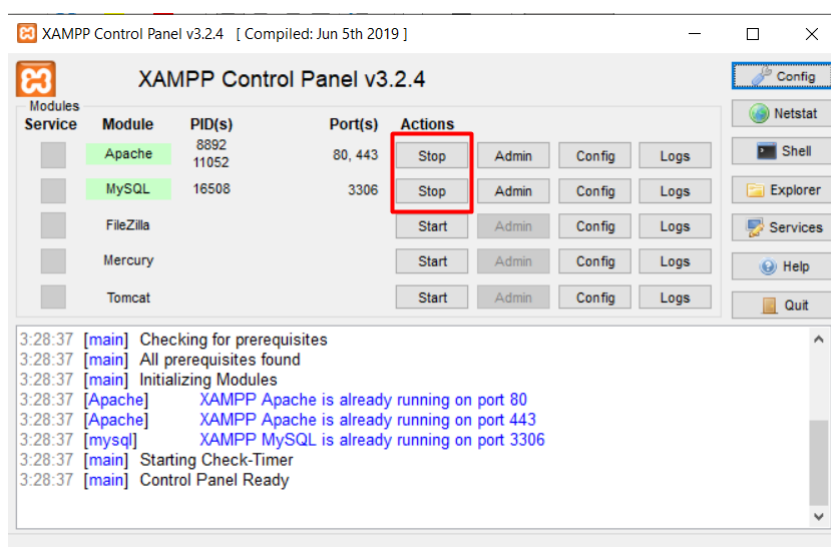 XAMPP Control Panel v3.2.4 [ Compiled: Jun 5th 2019 ]
XAMPP Control Panel v3.2.4
Config
Modules
Service Module PID(s) Port(s) Actions
Netstat
Apache 8892 11052 80, 443 Stop Admin Config Logs
Shell
MySQL 16508 3306 Stop Admin Config Logs
Explorer
FileZilla Start Admin Config Logs
Services
Mercury Start Admin Config Logs
Help
Tomcat Start Admin Config Logs
Quit
3:28:37 [main] Checking for prerequisites
3:28:37 [main] All prerequisites found
3:28:37 [main] Initializing Modules
3:28:37 [Apache] XAMPP Apache is already running on port 80
3:28:37 [Apache] XAMPP Apache is already running on port 443
3:28:37 [mysql] XAMPP MySQL is already running on port 3306
3:28:37 [main] Starting Check-Timer
3:28:37 [main] Control Panel Ready